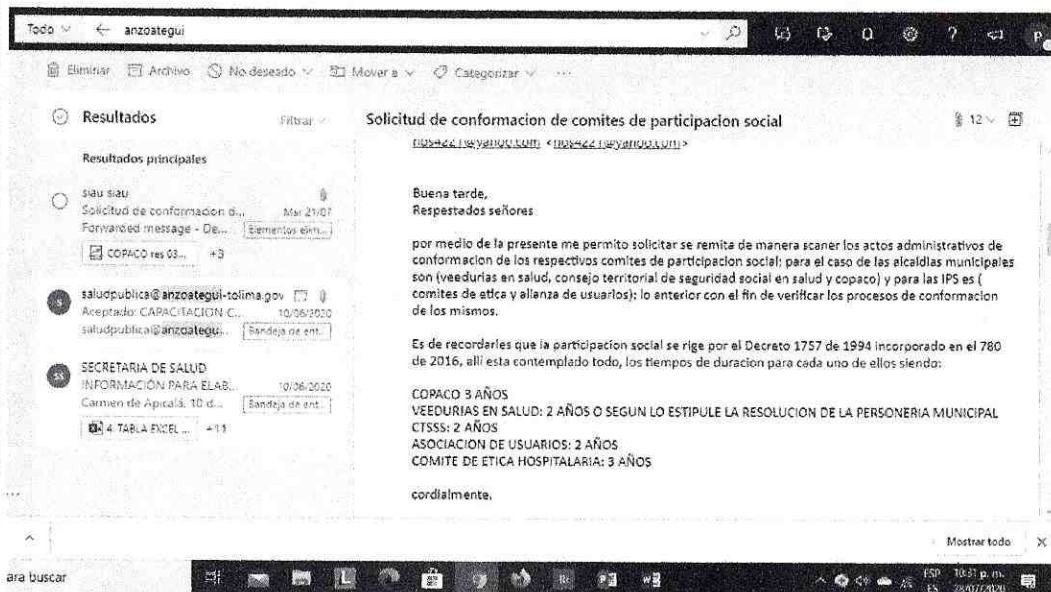 Todo
anzoategui
Eliminar Archivo No deseado Mover a Categorizar ...
Resultados
Filtrar
Resultados principales
siau siau
Solicitud de conformacion d... Mar 21/07
Forwarded message - De... Elementos elim...
COPACO res 03... +3
saludpublica@anzoategui-tolima.gov
Aceptado: CAPACITACION C... 10/06/2020
saludpublica@anzoategu... Bandeja de ent...
SECRETARIA DE SALUD
INFORMACIÓN PARA ELAB... 10/06/2020
Carmen de Apicalá, 10 d... Bandeja de ent...
4. TABLA EXCEL ... +11
Solicitud de conformacion de comites de participacion social
12
Buena tarde,
Respestados señores
por medio de la presente me permito solicitar se remita de manera scaner los actos administrativos de
conformacion de los respectivos comites de participacion social; para el caso de las alcaldias municipales
son (veedurias en salud, consejo territorial de seguridad social en salud y copaco) y para las IPS es (
comites de etica y alianza de usuarios); lo anterior con el fin de verificar los procesos de conformacion
de los mismos.
Es de recordarles que la participacion social se rige por el Decreto 1757 de 1994 incorporado en el 780
de 2016, alli esta contemplado todo, los tiempos de duracion para cada uno de ellos siendo:
COPACO 3 AÑOS
VEEDURIAS EN SALUD: 2 AÑOS O SEGUN LO ESTIPULE LA RESOLUCION DE LA PERSONERIA MUNICIPAL
CTSSS: 2 AÑOS
ASOCIACION DE USUARIOS: 2 AÑOS
COMITE DE ETICA HOSPITALARIA: 3 AÑOS
cordialmente,
Mostrar todo
ara buscar
ESP
ES
10:31 p. m.
28/07/2020